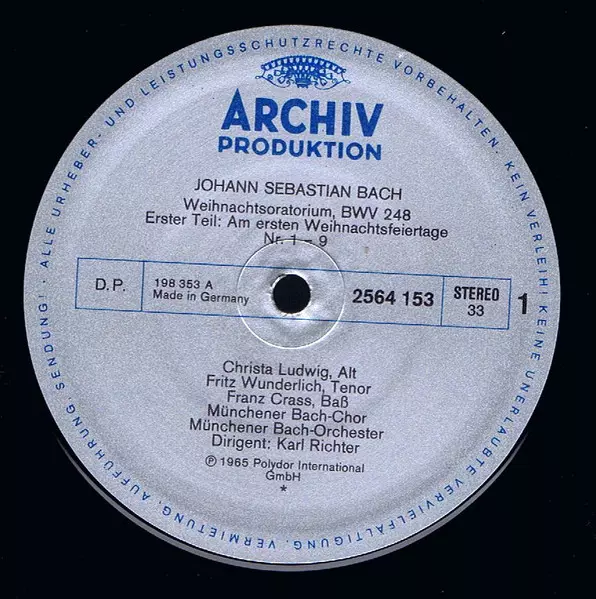 ALLE URHEBER- UND LEISTUNGSSCHUTZRECHTE VORBEHALTEN. KEIN VERLEIH! KEINE UNERLAUBTE VERVIELFÄLTIGUNG, VERMIETUNG, AUFFÜHRUNG, SENDUNG!
ARCHIV
PRODUKTION
JOHANN SEBASTIAN BACH
Weihnachtsoratorium, BWV 248
Erster Teil: Am ersten Weihnachtsfeiertage
Nr. 1 – 9
D.P.
198 353 A
Made in Germany
2564 153
STEREO
33
1
Christa Ludwig, Alt
Fritz Wunderlich, Tenor
Franz Crass, Baß
Münchener Bach-Chor
Münchener Bach-Orchester
Dirigent: Karl Richter
℗ 1965 Polydor International
GmbH
*